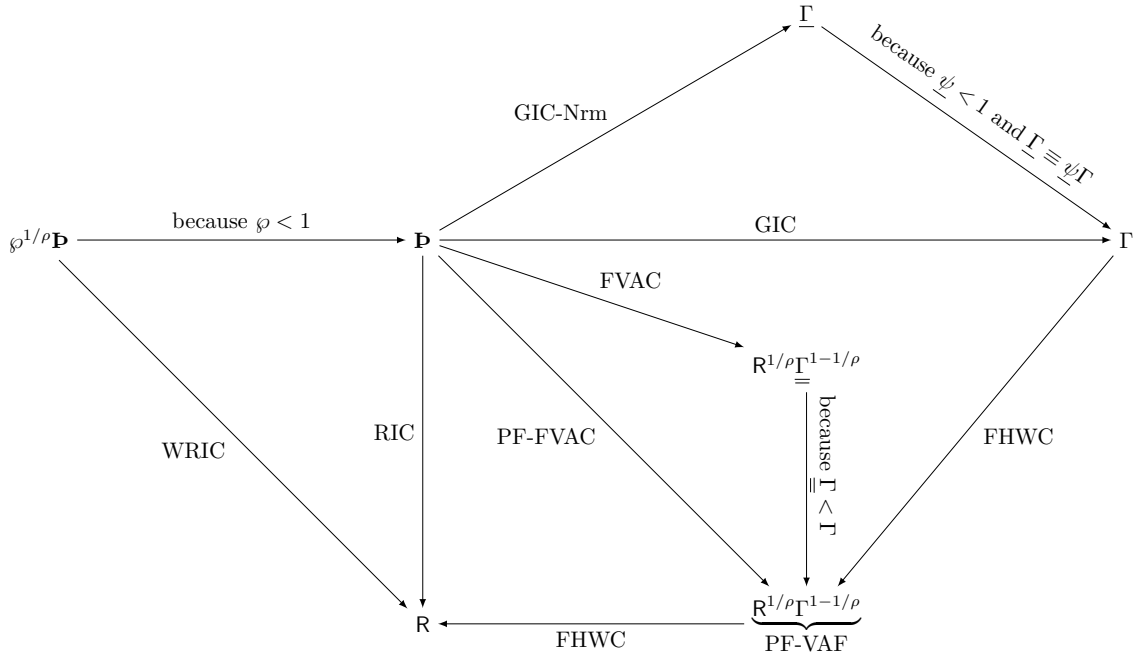 Γ̲
because ψ̲ < 1 and Γ̲ ≡ ψ̲Γ
GIC-Nrm
℘^{1/ρ}Þ
because ℘ < 1
Þ
GIC
Γ
FVAC
R^{1/ρ}Γ̳^{1−1/ρ}
WRIC
RIC
PF-FVAC
because Γ̳ < Γ
FHWC
R
FHWC
R^{1/ρ}Γ^{1−1/ρ}
PF-VAF